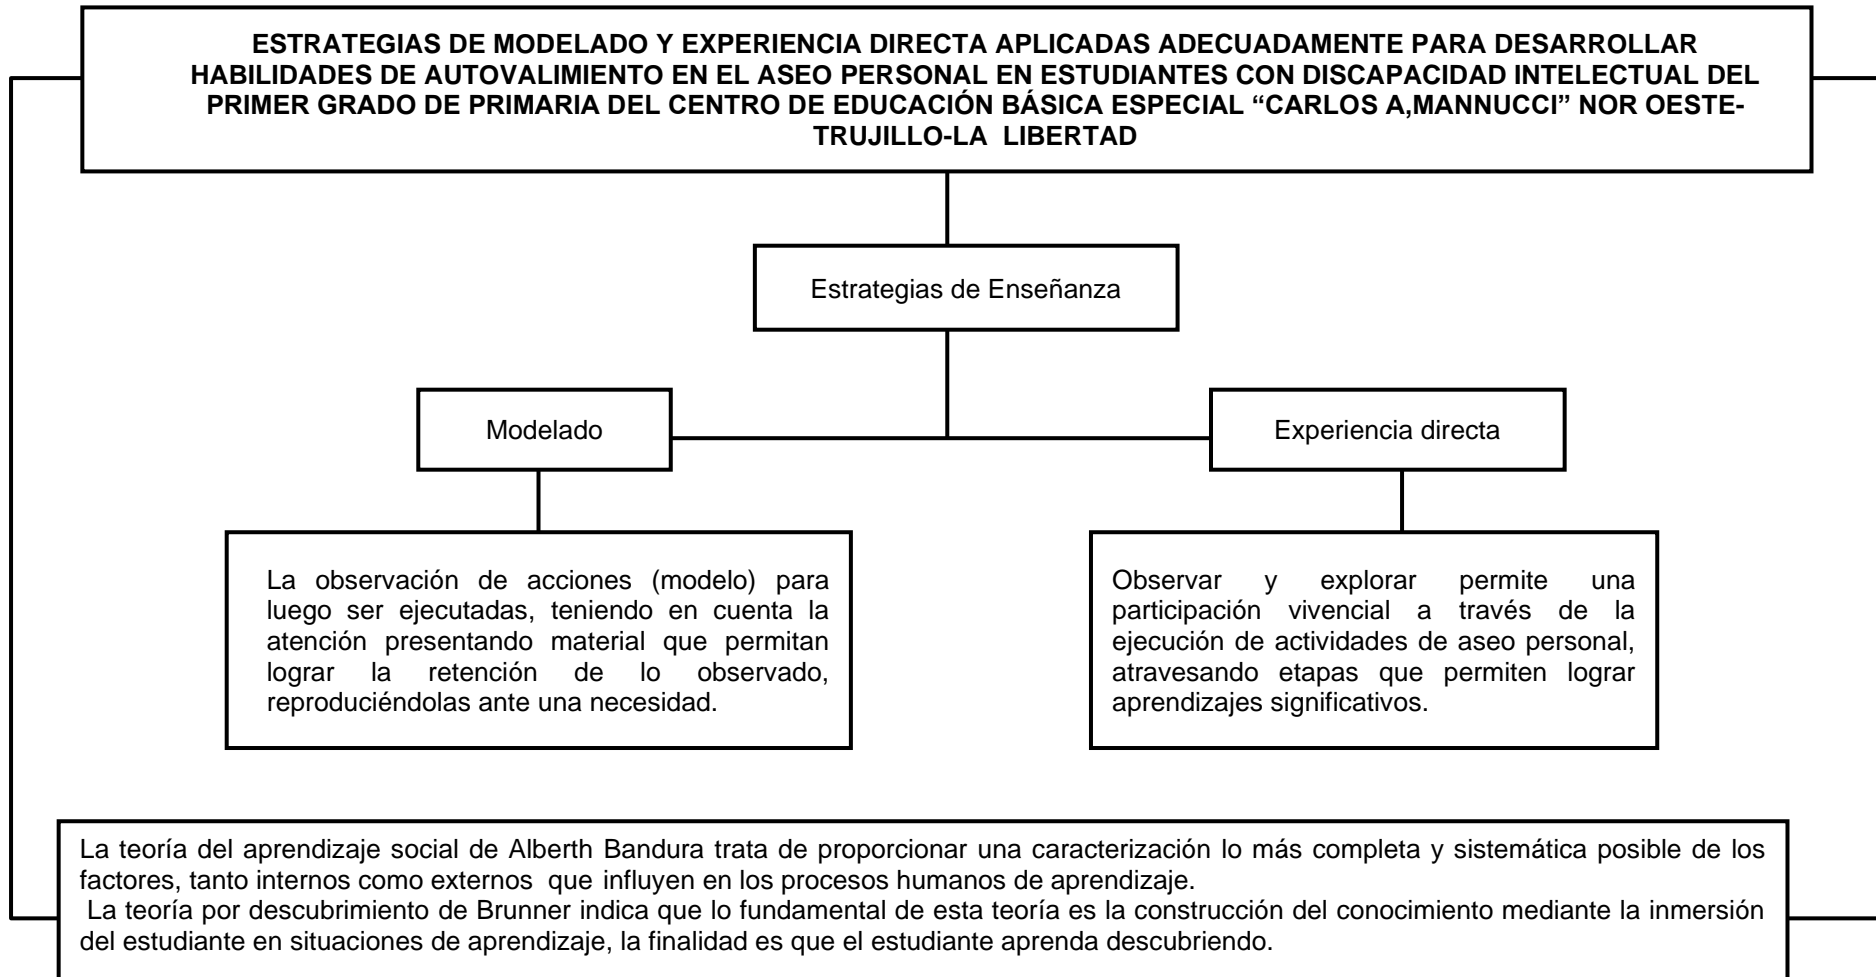 ESTRATEGIAS DE MODELADO Y EXPERIENCIA DIRECTA APLICADAS ADECUADAMENTE PARA DESARROLLAR
HABILIDADES DE AUTOVALIMIENTO EN EL ASEO PERSONAL EN ESTUDIANTES CON DISCAPACIDAD INTELECTUAL DEL
PRIMER GRADO DE PRIMARIA DEL CENTRO DE EDUCACIÓN BÁSICA ESPECIAL “CARLOS A,MANNUCCI” NOR OESTE-
TRUJILLO-LA LIBERTAD
Estrategias de Enseñanza
Modelado
Experiencia directa
La observación de acciones (modelo) para
luego ser ejecutadas, teniendo en cuenta la
atención presentando material que permitan
lograr la retención de lo observado,
reproduciéndolas ante una necesidad.
Observar y explorar permite una
participación vivencial a través de la
ejecución de actividades de aseo personal,
atravesando etapas que permiten lograr
aprendizajes significativos.
La teoría del aprendizaje social de Alberth Bandura trata de proporcionar una caracterización lo más completa y sistemática posible de los
factores, tanto internos como externos que influyen en los procesos humanos de aprendizaje.
La teoría por descubrimiento de Brunner indica que lo fundamental de esta teoría es la construcción del conocimiento mediante la inmersión
del estudiante en situaciones de aprendizaje, la finalidad es que el estudiante aprenda descubriendo.